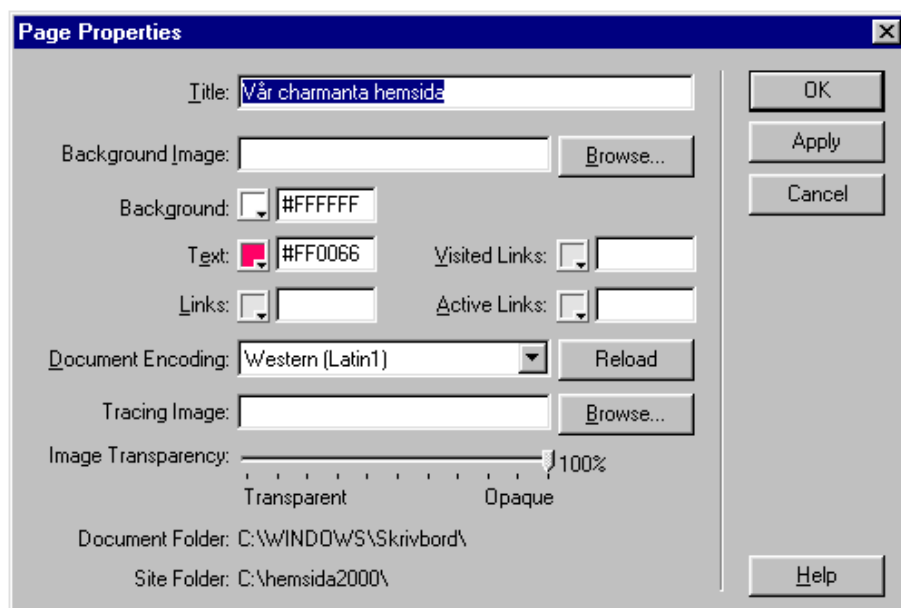 Page Properties
Title: Vår charmanta hemsida
OK
Background Image: Browse...
Apply
Background: #FFFFFF
Cancel
Text: #FF0066 Visited Links:
Links: Active Links:
Document Encoding: Western (Latin1) Reload
Tracing Image: Browse...
Image Transparency: 100%
Transparent Opaque
Document Folder: C:\WINDOWS\Skrivbord\
Site Folder: C:\hemsida2000\
Help